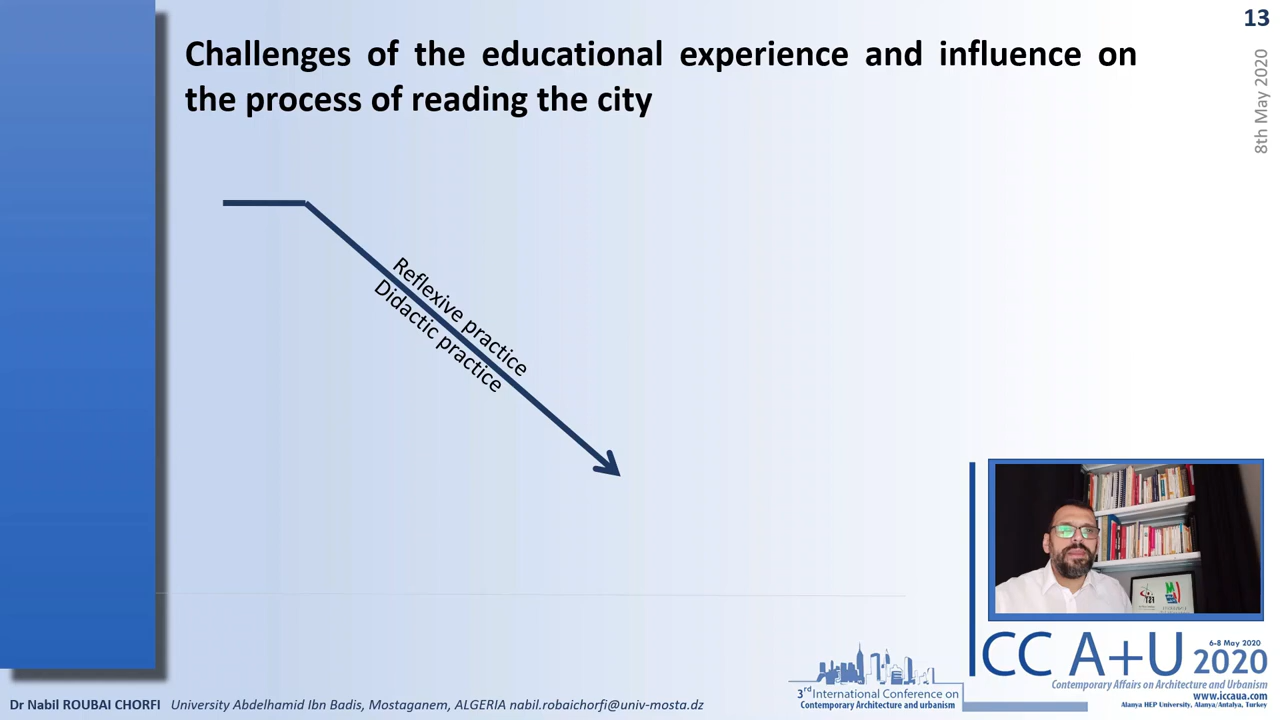 13
8th May 2020
Challenges of the educational experience and influence on
the process of reading the city
Reflexive practice
Didactic practice
ICC A+U 2020
6-8 May 2020
Contemporary Affairs on Architecture and Urbanism
www.iccaua.com
Alanya HEP University, Alanya/Antalya, Turkey
3rd International Conference on
Contemporary Architecture and urbanism
Dr Nabil ROUBAI CHORFI University Abdelhamid Ibn Badis, Mostaganem, ALGERIA nabil.robaichorfi@univ-mosta.dz